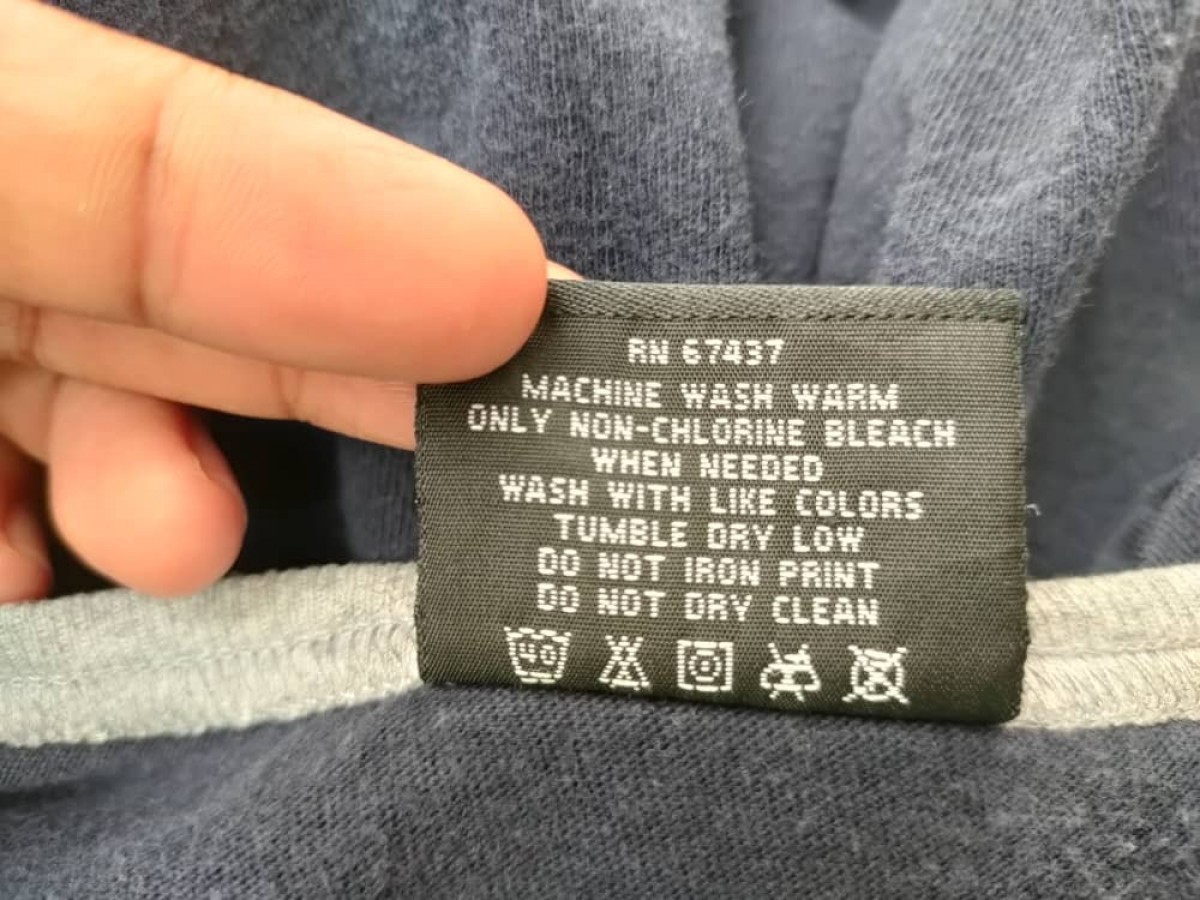 RN 67437
MACHINE WASH WARM
ONLY NON-CHLORINE BLEACH
WHEN NEEDED
WASH WITH LIKE COLORS
TUMBLE DRY LOW
DO NOT IRON PRINT
DO NOT DRY CLEAN
40